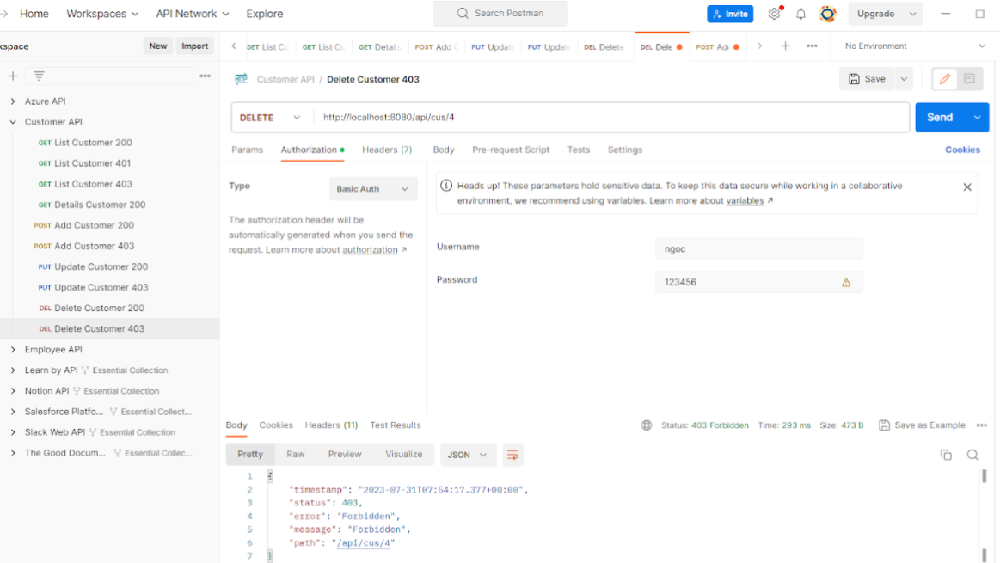 Home Workspaces API Network Explore Search Postman Invite Upgrade
kspace New Import GET List Cu GET List Cu GET Details POST Add C PUT Update PUT Update DEL Delete DEL Dele POST Add No Environment
Customer API / Delete Customer 403 Save
Azure API
Customer API
GET List Customer 200
GET List Customer 401
GET List Customer 403
GET Details Customer 200
POST Add Customer 200
POST Add Customer 403
PUT Update Customer 200
PUT Update Customer 403
DEL Delete Customer 200
DEL Delete Customer 403
Employee API
Learn by API Essential Collection
Notion API Essential Collection
Salesforce Platfo... Essential Collect...
Slack Web API Essential Collection
The Good Docum... Essential Collec...
HTTP
DELETE http://localhost:8080/api/cus/4 Send
Params Authorization Headers (7) Body Pre-request Script Tests Settings Cookies
Type Basic Auth
The authorization header will be
automatically generated when you send the
request. Learn more about authorization ↗
Heads up! These parameters hold sensitive data. To keep this data secure while working in a collaborative
environment, we recommend using variables. Learn more about variables ↗
Username ngoc
Password 123456
Body Cookies Headers (11) Test Results Status: 403 Forbidden Time: 293 ms Size: 473 B Save as Example
Pretty Raw Preview Visualize JSON
1 {
2 "timestamp": "2023-07-31T07:54:17.377+00:00",
3 "status": 403,
4 "error": "Forbidden",
5 "message": "Forbidden",
6 "path": "/api/cus/4"
7 }